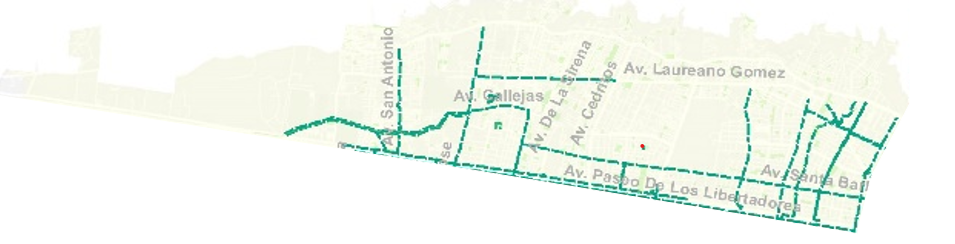 Av. San Antonio
Av. Laureano Gomez
Av. Callejas
Av. De La Sirena
Av. Cedritos
Av. Santa Bar
Av. Paseo De Los Libertadores